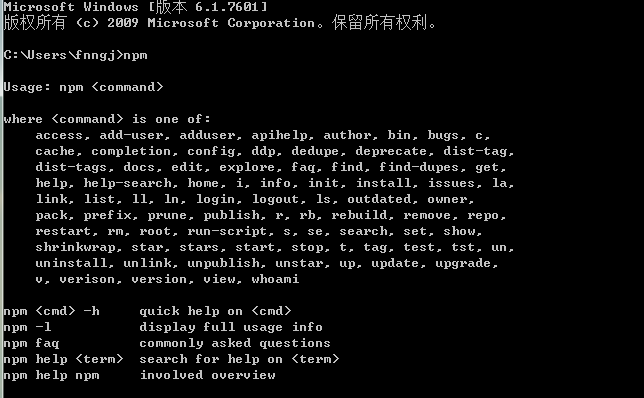 Microsoft Windows [版本 6.1.7601]
版权所有 (c) 2009 Microsoft Corporation。保留所有权利。
C:\Users\fnngj>npm
Usage: npm <command>
where <command> is one of:
access, add-user, adduser, apihelp, author, bin, bugs, c,
cache, completion, config, ddp, dedupe, deprecate, dist-tag,
dist-tags, docs, edit, explore, faq, find, find-dupes, get,
help, help-search, home, i, info, init, install, issues, la,
link, list, ll, ln, login, logout, ls, outdated, owner,
pack, prefix, prune, publish, r, rb, rebuild, remove, repo,
restart, rm, root, run-script, s, se, search, set, show,
shrinkwrap, star, stars, start, stop, t, tag, test, tst, un,
uninstall, unlink, unpublish, unstar, up, update, upgrade,
v, verison, version, view, whoami
npm <cmd> -h     quick help on <cmd>
npm -l           display full usage info
npm faq          commonly asked questions
npm help <term>  search for help on <term>
npm help npm     involved overview